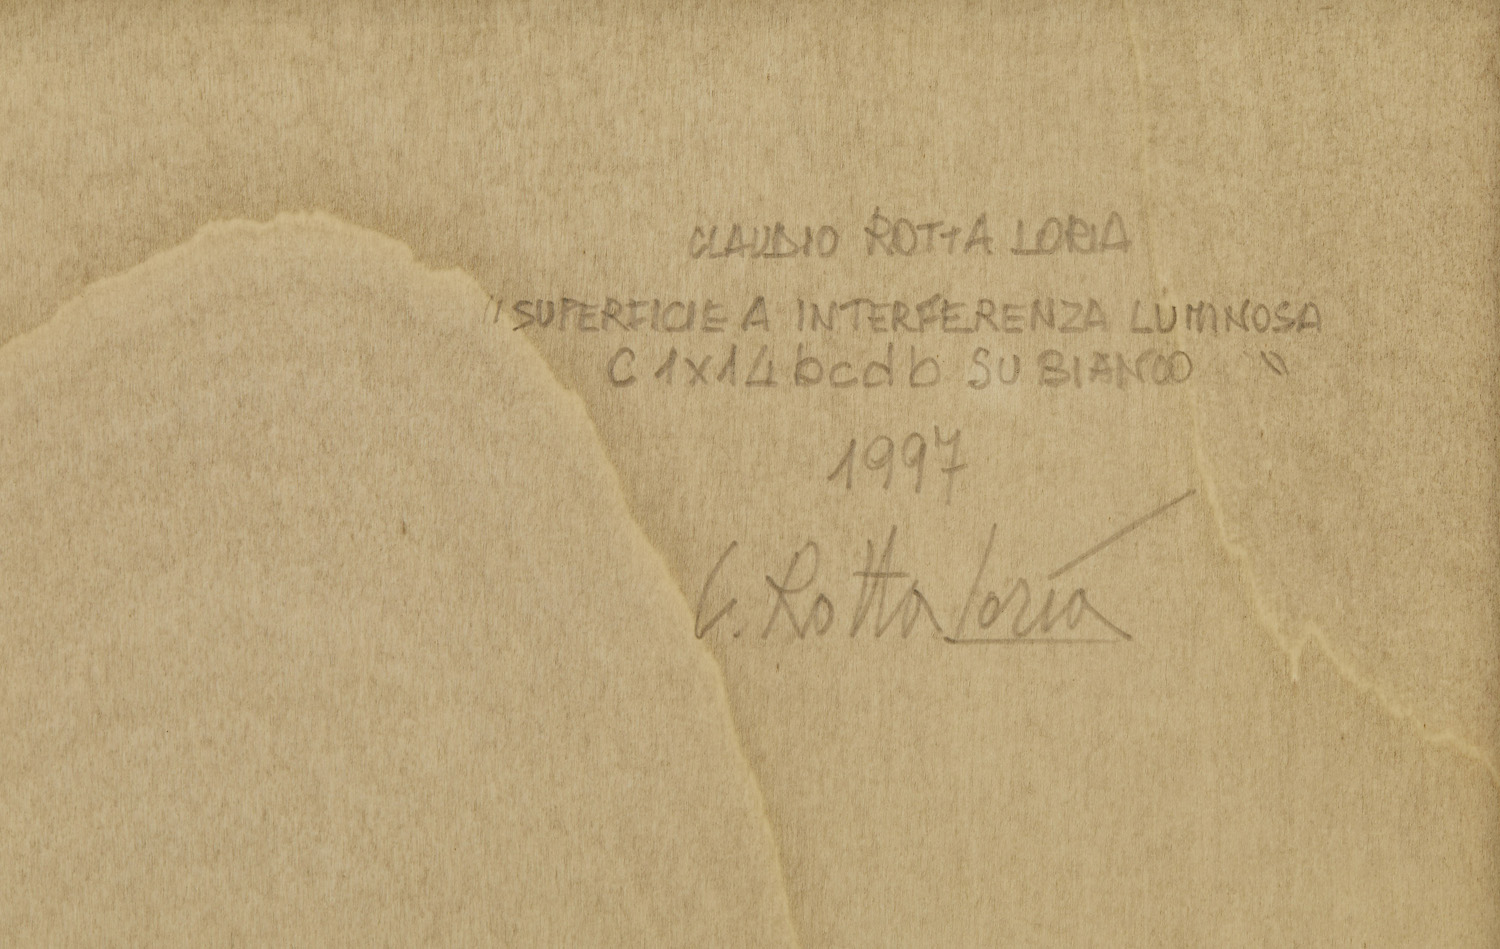 CLAUDIO ROTTA LORIA
"SUPERFICIE A INTERFERENZA LUMINOSA
C 1x14 bcdb SU BIANCO "
1997
C. Rotta Loria